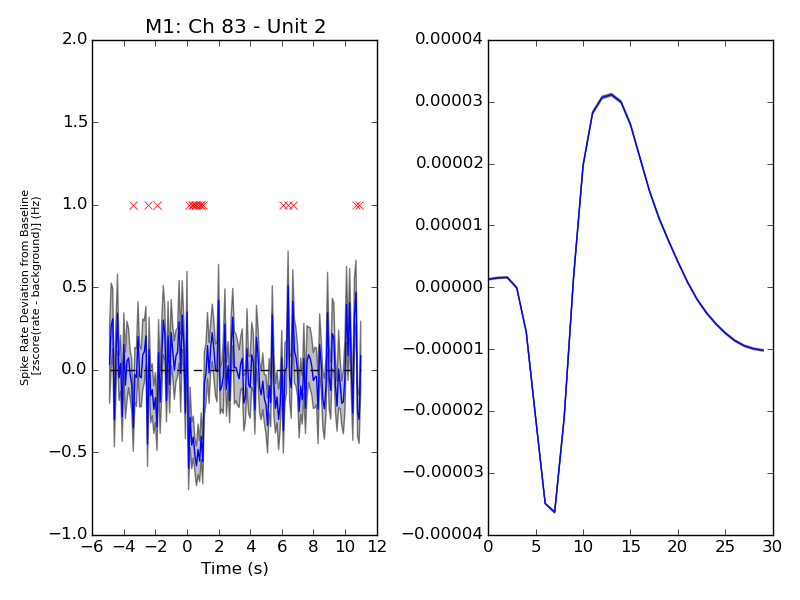 M1: Ch 83 - Unit 2
2.0
1.5
1.0
0.5
0.0
−0.5
−1.0
−6 −4 −2 0 2 4 6 8 10 12
Time (s)
Spike Rate Deviation from Baseline
[zscore(rate - background)] (Hz)
0.00004
0.00003
0.00002
0.00001
0.00000
−0.00001
−0.00002
−0.00003
−0.00004
0 5 10 15 20 25 30